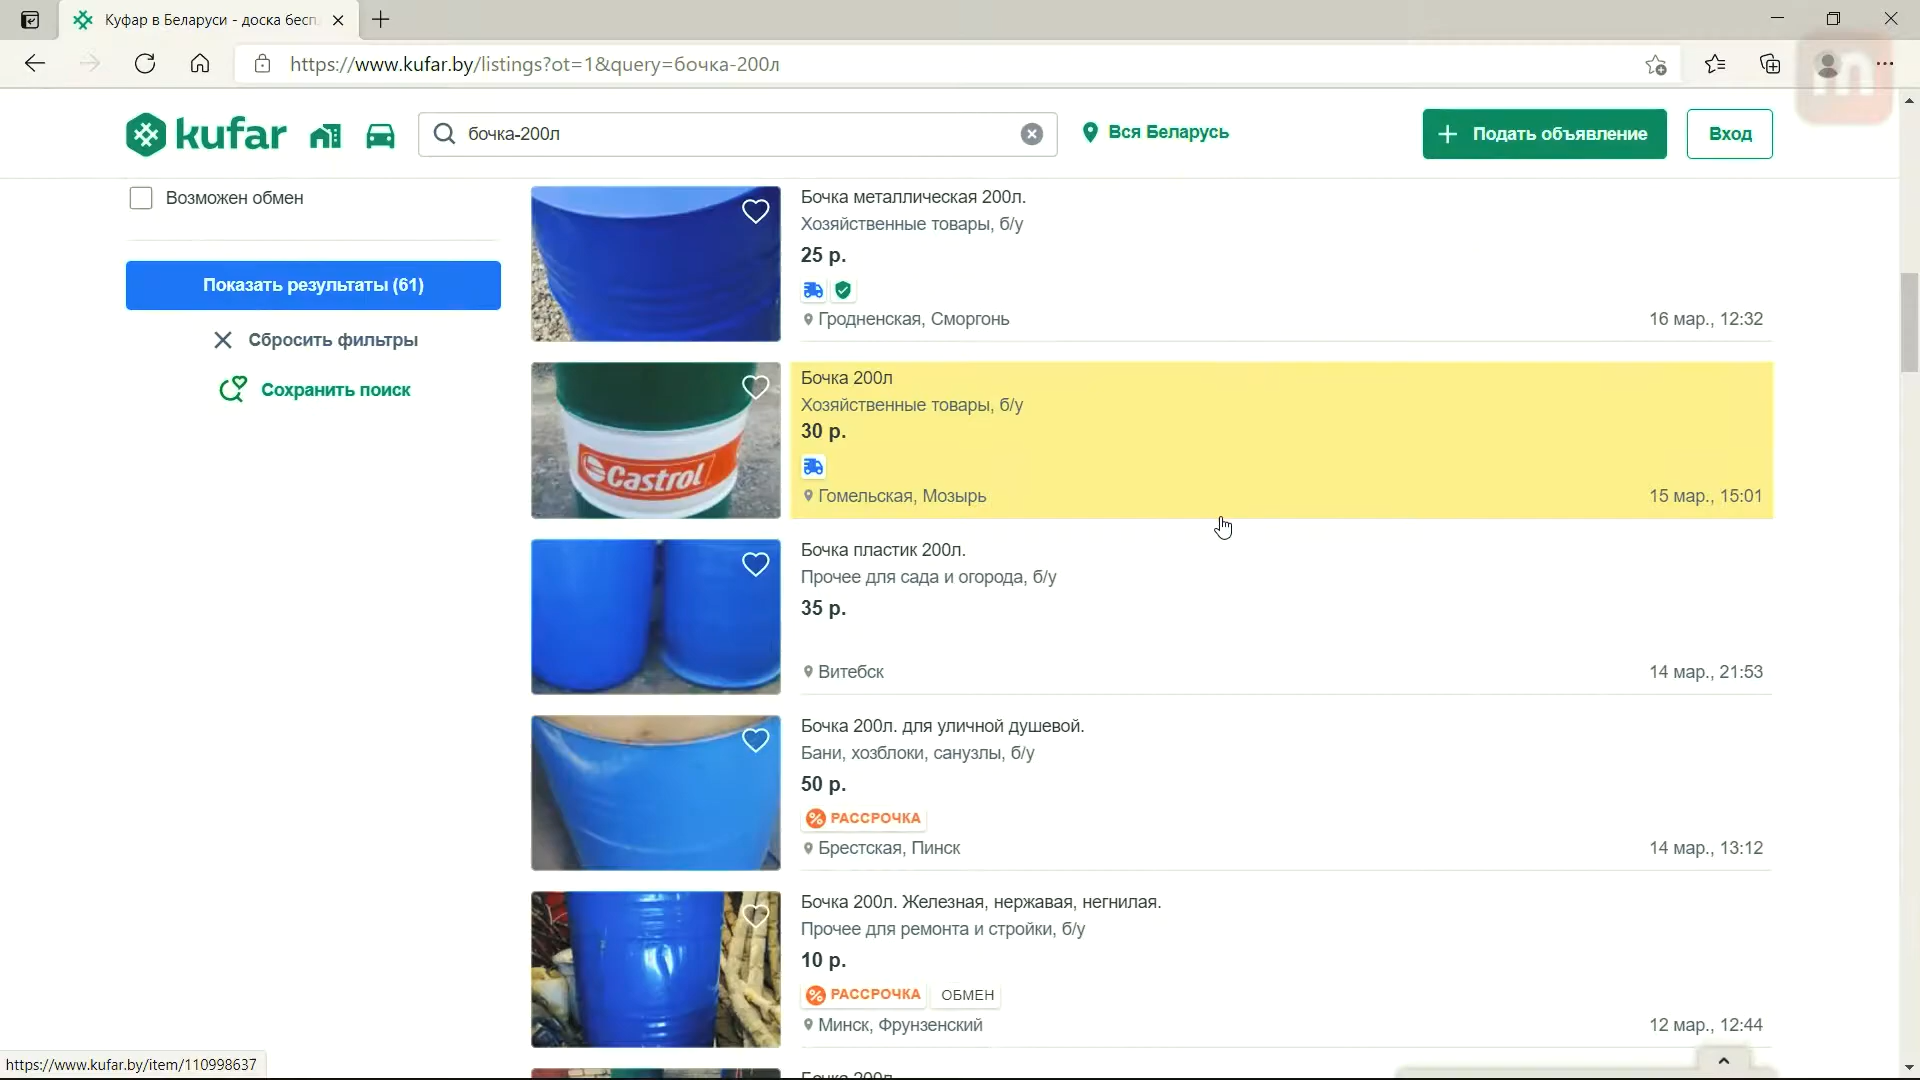 Куфар в Беларуси - доска бесп
https://www.kufar.by/listings?ot=1&query=бочка-200л
kufar
бочка-200л
Вся Беларусь
Подать объявление
Вход
Возможен обмен
Показать результаты (61)
Сбросить фильтры
Сохранить поиск
Бочка металлическая 200л.
Хозяйственные товары, б/у
25 р.
Гродненская, Сморгонь
16 мар., 12:32
Castrol
Бочка 200л
Хозяйственные товары, б/у
30 р.
Гомельская, Мозырь
15 мар., 15:01
Бочка пластик 200л.
Прочее для сада и огорода, б/у
35 р.
Витебск
14 мар., 21:53
Бочка 200л. для уличной душевой.
Бани, хозблоки, санузлы, б/у
50 р.
РАССРОЧКА
Брестская, Пинск
14 мар., 13:12
Бочка 200л. Железная, нержавая, негнилая.
Прочее для ремонта и стройки, б/у
10 р.
РАССРОЧКА ОБМЕН
Минск, Фрунзенский
12 мар., 12:44
Бочка 200л
https://www.kufar.by/item/110998637